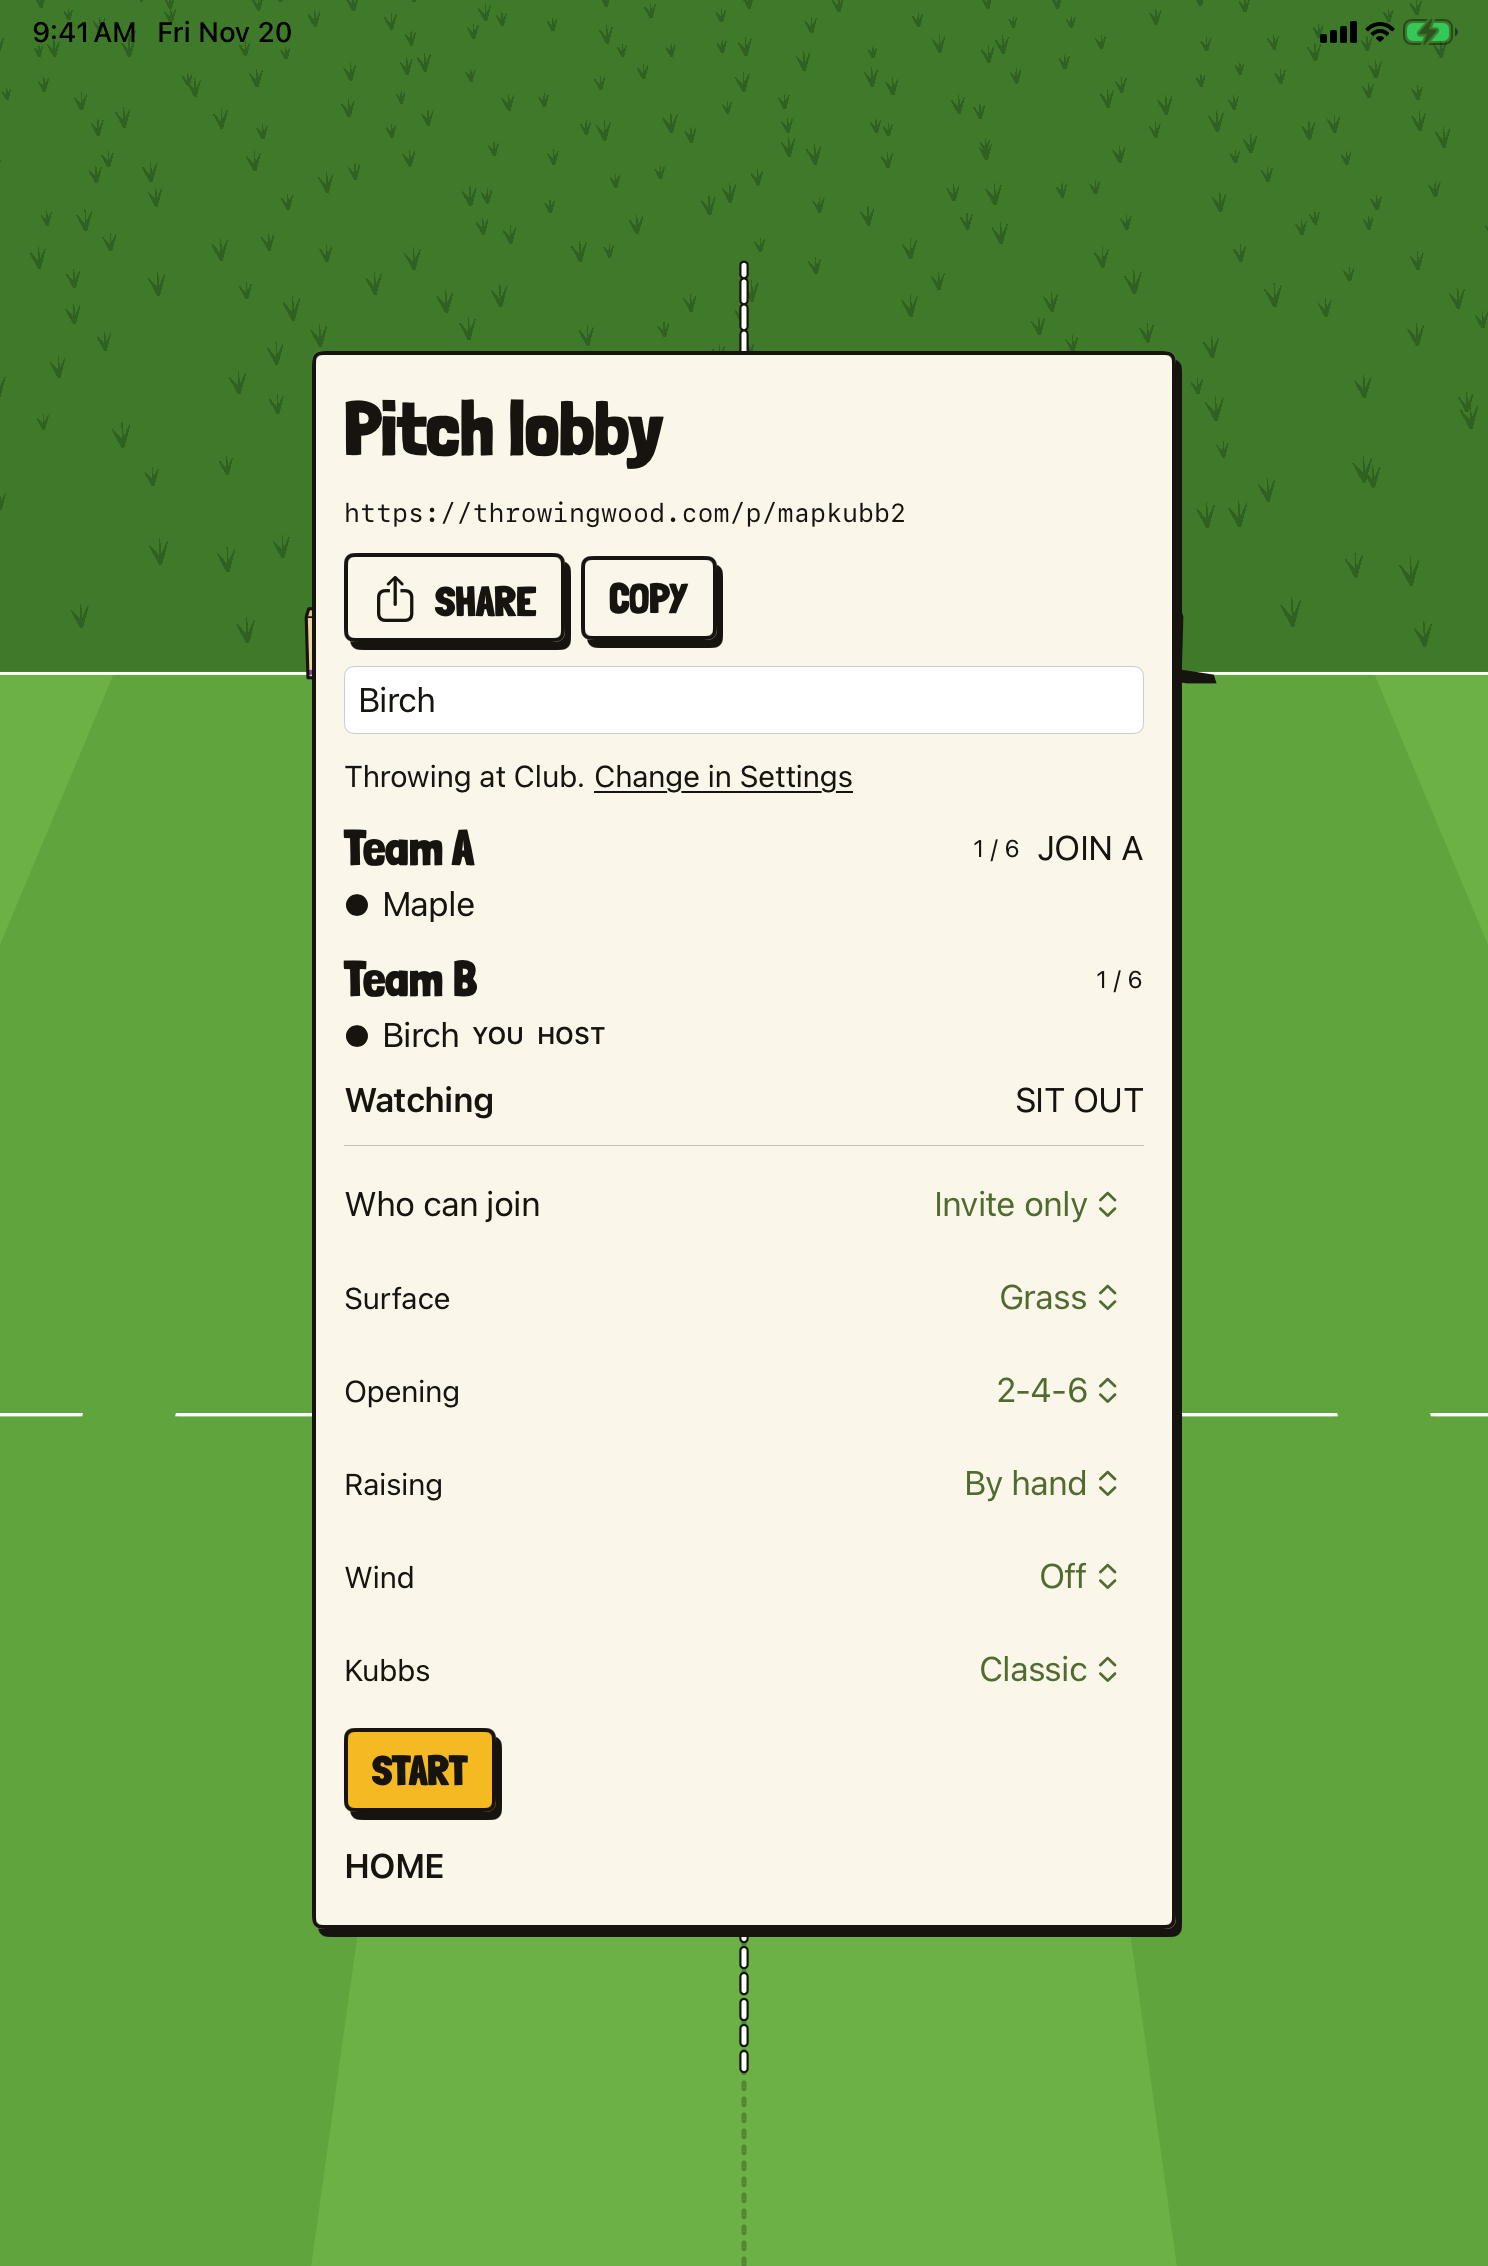 9:41 AM Fri Nov 20
Pitch lobby
https://throwingwood.com/p/mapkubb2
SHARE COPY
Birch
Throwing at Club. Change in Settings
Team A 1 / 6 JOIN A
Maple
Team B 1 / 6
Birch YOU HOST
Watching SIT OUT
Who can join Invite only
Surface Grass
Opening 2-4-6
Raising By hand
Wind Off
Kubbs Classic
START
HOME